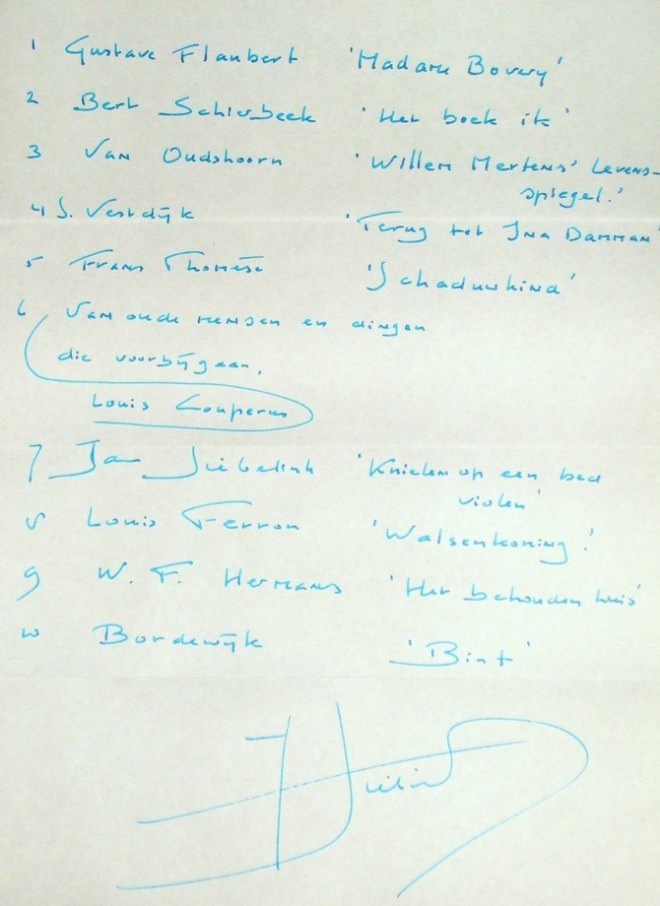 1 Gustave Flaubert 'Madame Bovary'
2 Bert Schierbeek 'Het boek ik'
3 Van Oudshoorn 'Willem Mertens' Levens-
spiegel.'
4 S. Vestdijk 'Terug tot Ina Damman'
5 Frans Thomése 'Schaduwkind'
6 Van oude mensen en dingen
die voorbijgaan.
Louis Couperus
7 Jan Siebelink 'Knielen op een bed
violen'
8 Louis Ferron 'Walsenkoning'
9 W. F. Hermans 'Het behouden huis'
10 Bordewijk 'Bint'